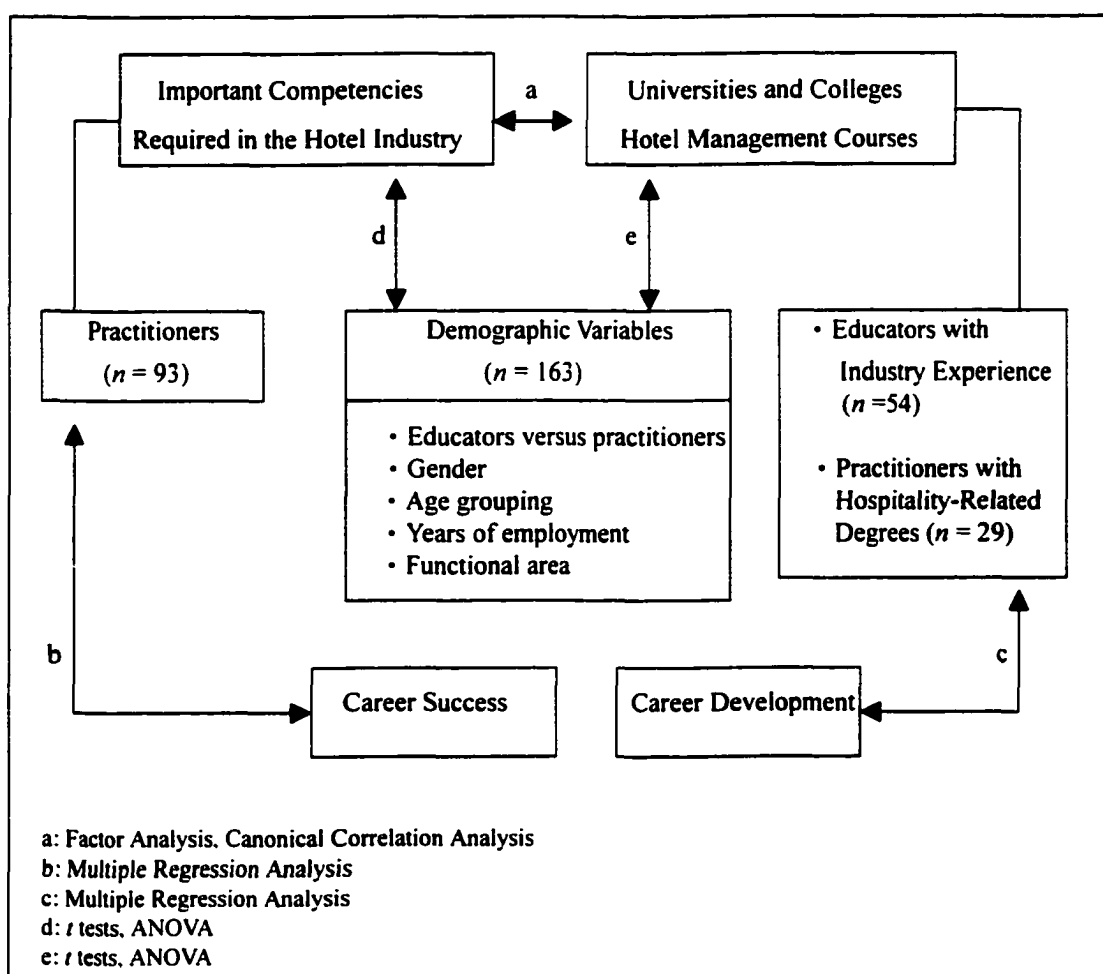 Important Competencies
Required in the Hotel Industry
a
Universities and Colleges
Hotel Management Courses
d
e
Practitioners
(n = 93)
Demographic Variables
(n = 163)
• Educators versus practitioners
• Gender
• Age grouping
• Years of employment
• Functional area
• Educators with
Industry Experience
(n =54)
• Practitioners with
Hospitality-Related
Degrees (n = 29)
b
c
Career Success
Career Development
a: Factor Analysis, Canonical Correlation Analysis
b: Multiple Regression Analysis
c: Multiple Regression Analysis
d: t tests, ANOVA
e: t tests, ANOVA